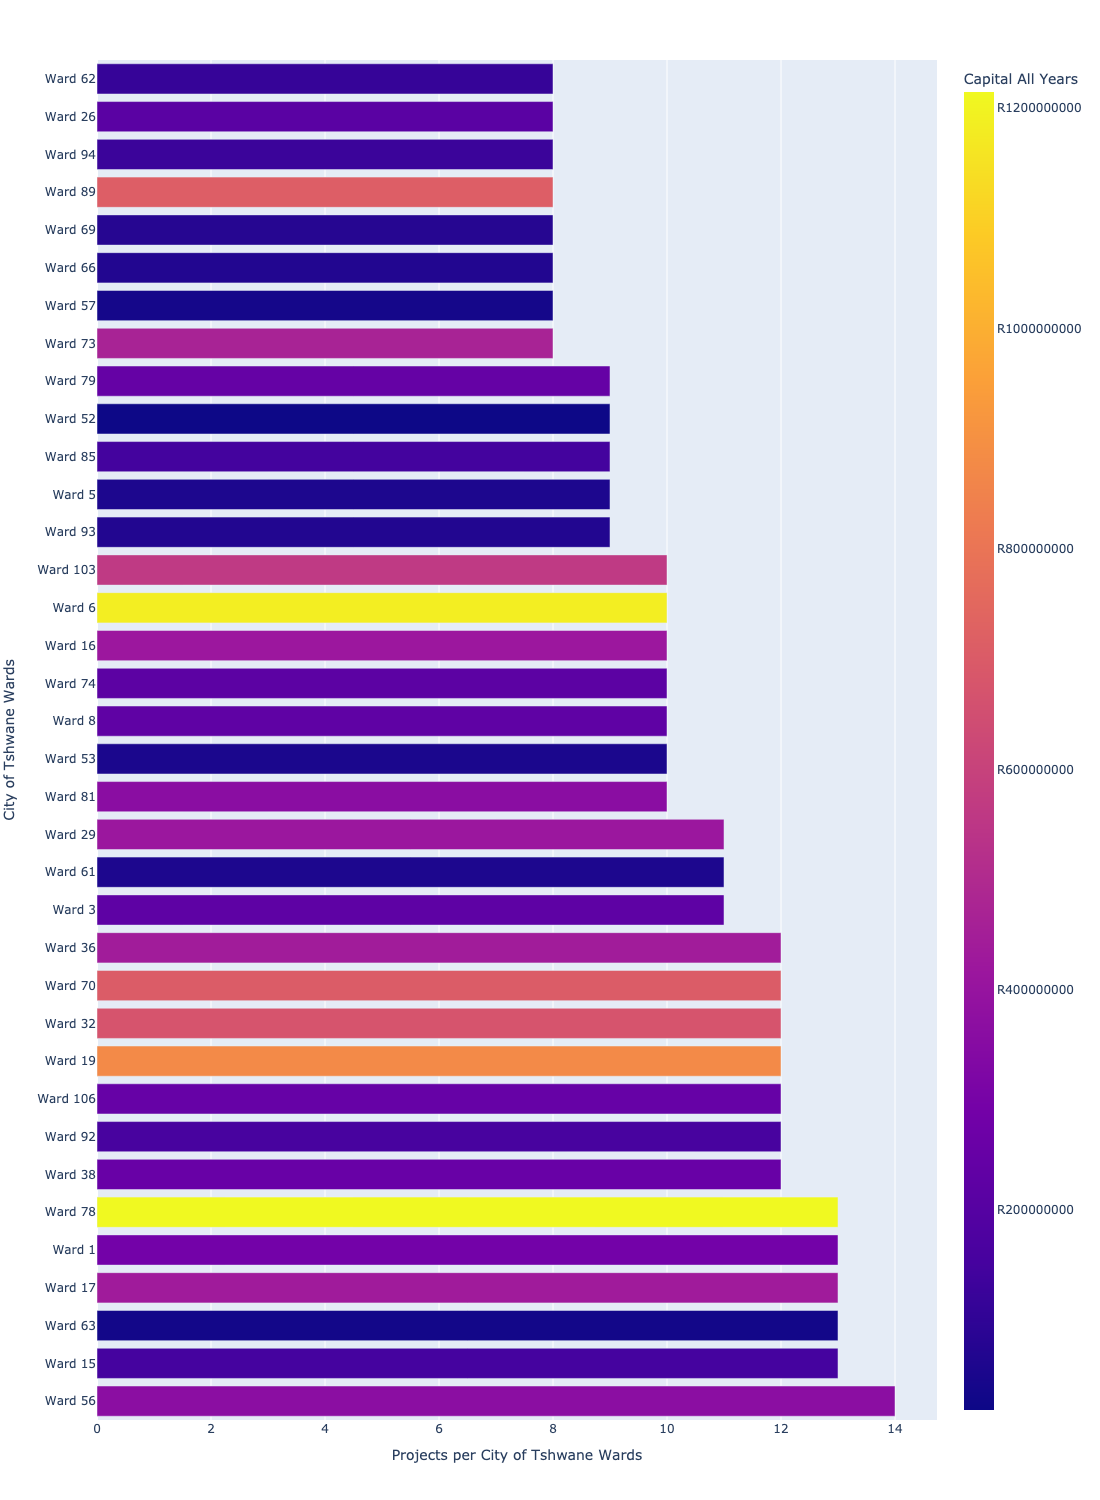 Capital All Years
Ward 62
R1200000000
Ward 26
Ward 94
Ward 89
Ward 69
Ward 66
Ward 57
R1000000000
Ward 73
Ward 79
Ward 52
Ward 85
Ward 5
Ward 93
R800000000
Ward 103
Ward 6
Ward 16
Ward 74
Ward 8
Ward 53
R600000000
Ward 81
City of Tshwane Wards
Ward 29
Ward 61
Ward 3
Ward 36
Ward 70
R400000000
Ward 32
Ward 19
Ward 106
Ward 92
Ward 38
Ward 78
R200000000
Ward 1
Ward 17
Ward 63
Ward 15
Ward 56
0 2 4 6 8 10 12 14
Projects per City of Tshwane Wards